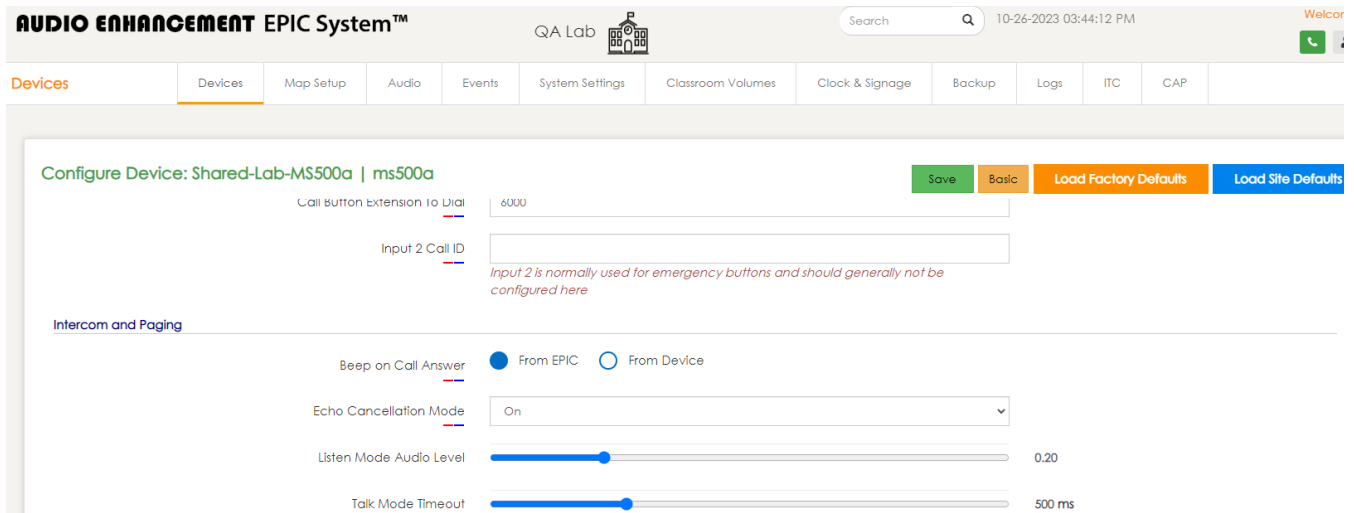 AUDIO ENHANCEMENT EPIC System™
QA Lab
Search
10-26-2023 03:44:12 PM
Devices
Devices
Map Setup
Audio
Events
System Settings
Classroom Volumes
Clock & Signage
Backup
Logs
ITC
CAP
Configure Device: Shared-Lab-MS500a | ms500a
Save
Basic
Load Factory Defaults
Load Site Defaults
Call Button Extension To Dial
6000
Input 2 Call ID
Input 2 is normally used for emergency buttons and should generally not be
configured here
Intercom and Paging
Beep on Call Answer
From EPIC
From Device
Echo Cancellation Mode
On
Listen Mode Audio Level
0.20
Talk Mode Timeout
500 ms